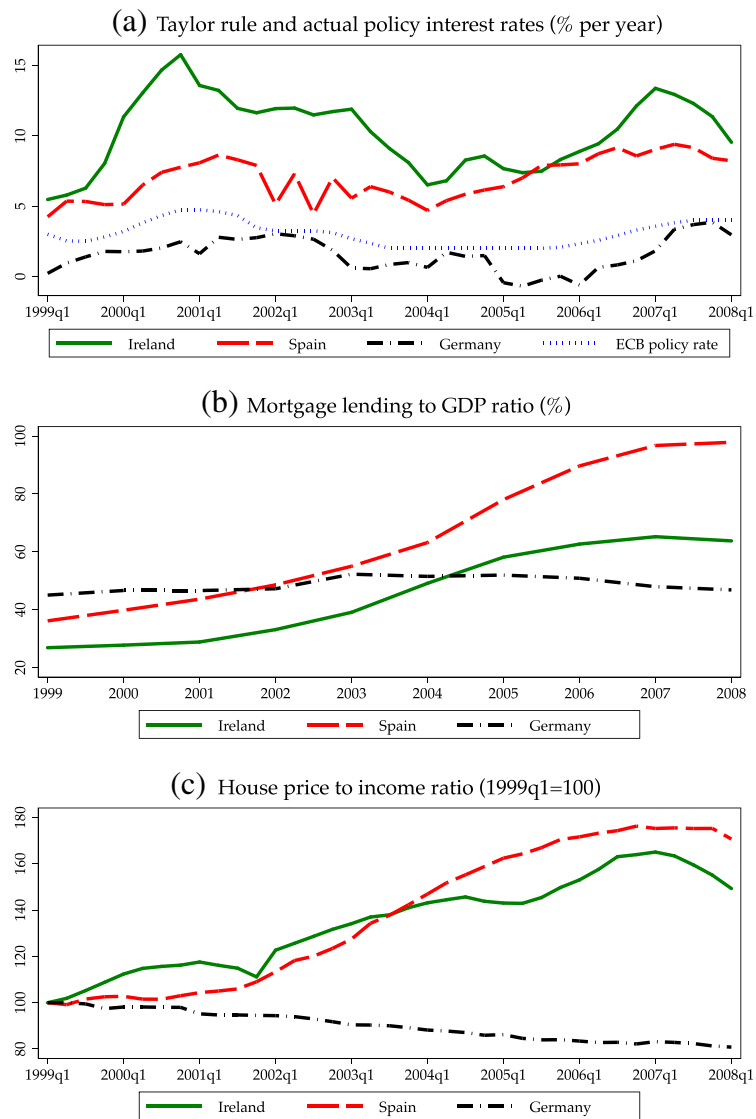 (a) Taylor rule and actual policy interest rates (% per year)
15
10
5
0
1999q1 2000q1 2001q1 2002q1 2003q1 2004q1 2005q1 2006q1 2007q1 2008q1
Ireland Spain Germany ECB policy rate
(b) Mortgage lending to GDP ratio (%)
100
80
60
40
20
1999 2000 2001 2002 2003 2004 2005 2006 2007 2008
Ireland Spain Germany
(c) House price to income ratio (1999q1=100)
180
160
140
120
100
80
1999q1 2000q1 2001q1 2002q1 2003q1 2004q1 2005q1 2006q1 2007q1 2008q1
Ireland Spain Germany